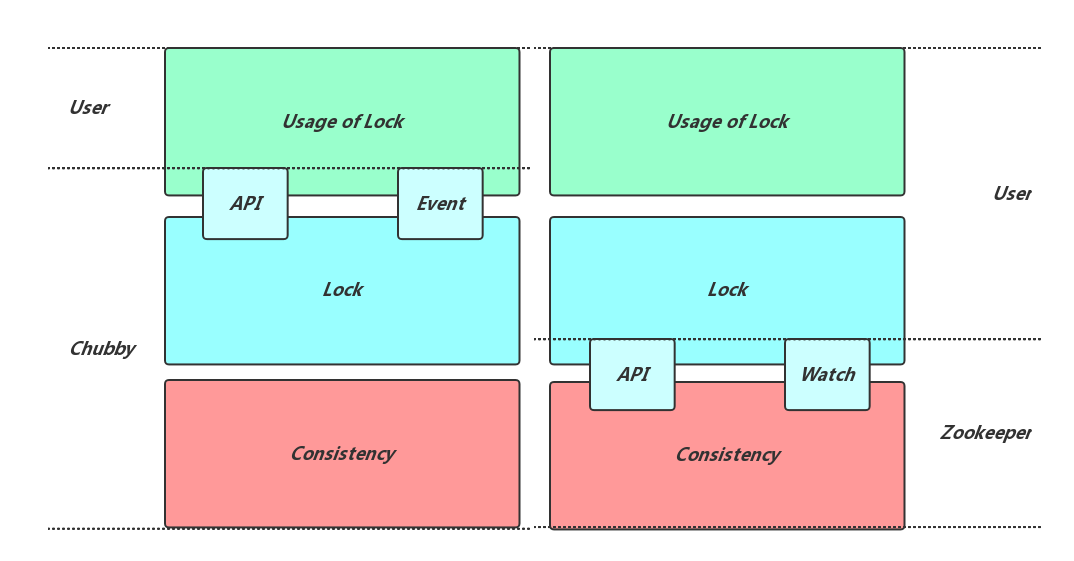 User
Usage of Lock
API
Event
Lock
Chubby
Consistency
Usage of Lock
User
Lock
API
Watch
Zookeeper
Consistency